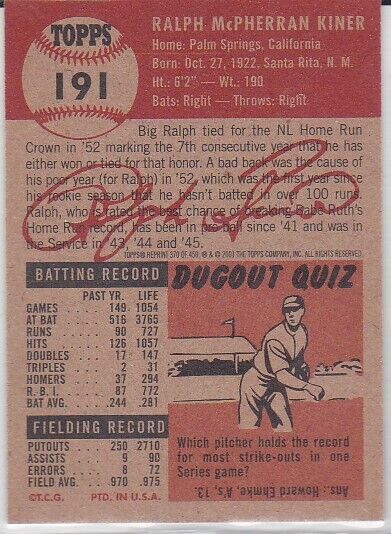 TOPPS
191
RALPH McPHERRAN KINER
Home: Palm Springs, California
Born: Oct. 27, 1922, Santa Rita, N. M.
Ht.: 6'2" — Wt.: 190
Bats: Right — Throws: Right
Big Ralph tied for the NL Home Run
Crown in '52 marking the 7th consecutive year that he has
either won or tied for that honor. A bad back was the cause of
his poor year (for Ralph) in '52, which was the first year since
his rookie season that he hasn't batted in over 100 runs.
Ralph, who is rated the best chance of breaking Babe Ruth's
Home Run record, has been in pro ball since '41 and was in
the Service in '43, '44 and '45.
TOPPS® REPRINT 370 OF 450. ® & © 2001 THE TOPPS COMPANY, INC. ALL RIGHTS RESERVED.
BATTING RECORD
PAST YR. LIFE
GAMES 149 1054
AT BAT 516 3765
RUNS 90 727
HITS 126 1057
DOUBLES 17 147
TRIPLES 2 31
HOMERS 37 294
R. B. I. 87 772
BAT AVG. .244 .281
FIELDING RECORD
PUTOUTS 250 2710
ASSISTS 9 90
ERRORS 8 72
FIELD AVG. .970 .975
©T.C.G. PTD. IN U.S.A.
DUGOUT QUIZ
Which pitcher holds the record
for most strike-outs in one
Series game?
Ans.: Howard Ehmke, A's, 13.